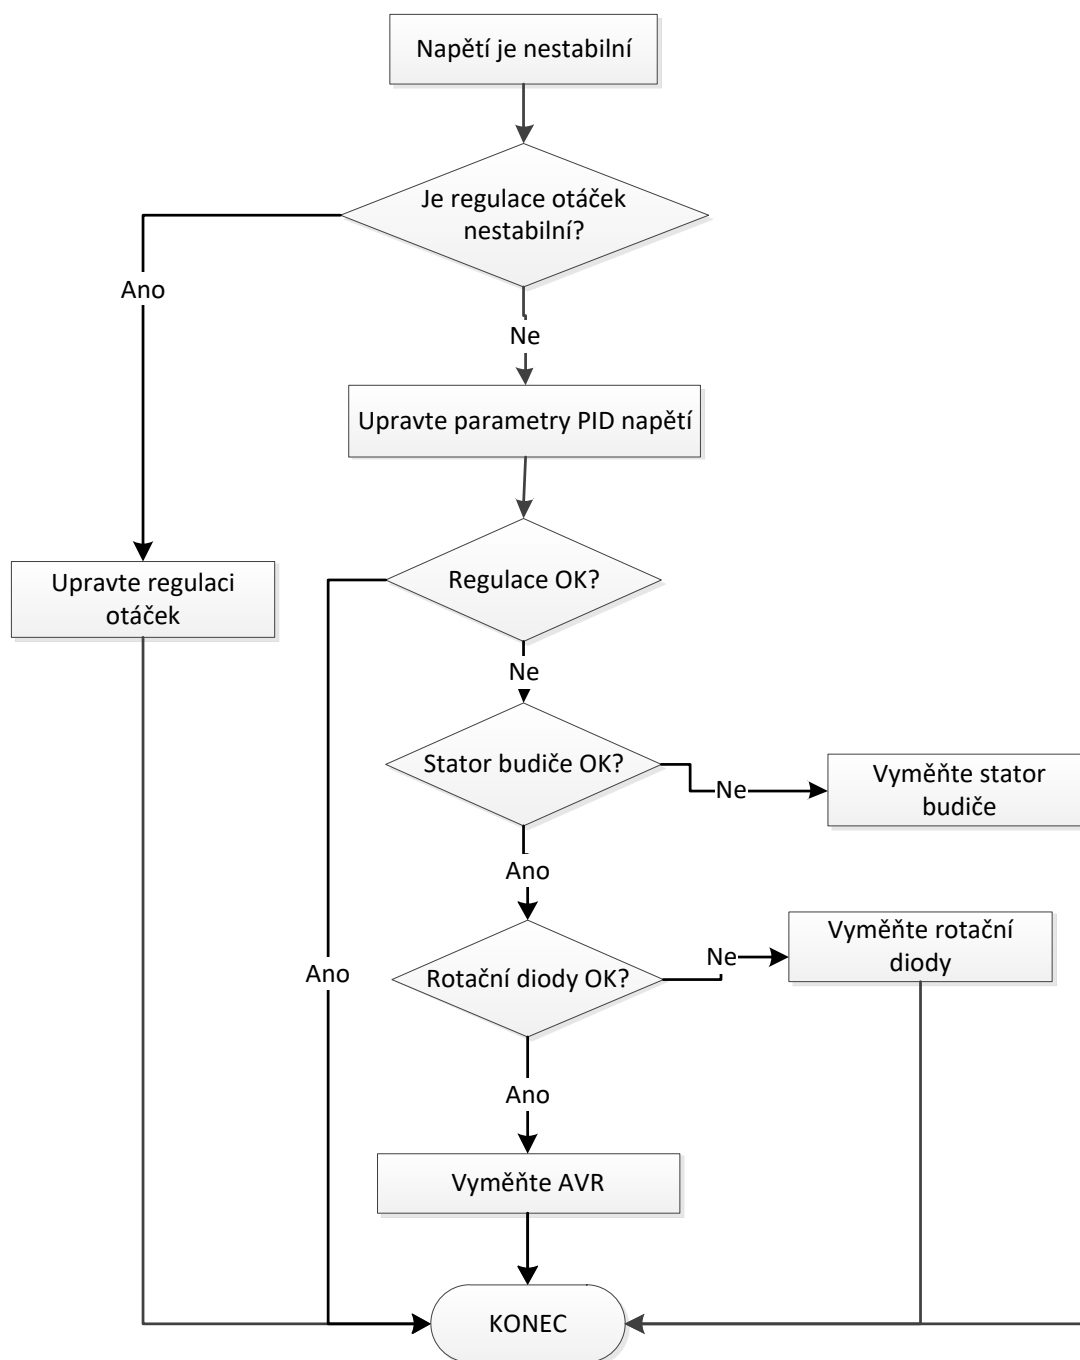 Napětí je nestabilní
Je regulace otáček
nestabilní?
Ano
Ne
Upravte parametry PID napětí
Upravte regulaci
otáček
Regulace OK?
Ne
Stator budiče OK?
Ne
Vyměňte stator
budiče
Ano
Vyměňte rotační
diody
Ne
Rotační diody OK?
Ano
Ano
Vyměňte AVR
KONEC